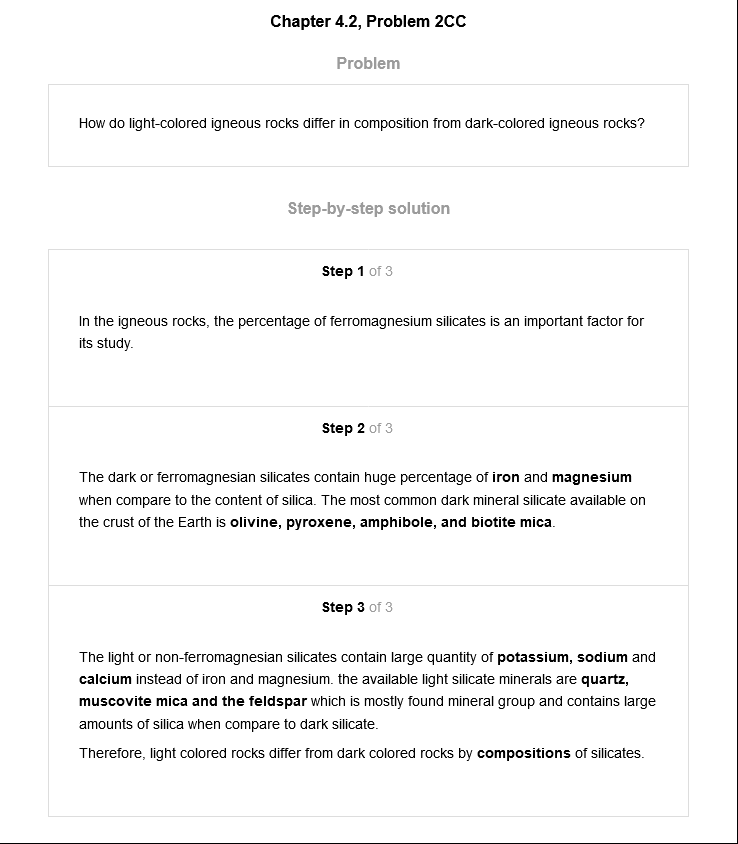 Chapter 4.2, Problem 2CC
Problem
How do light-colored igneous rocks differ in composition from dark-colored igneous rocks?
Step-by-step solution
Step 1 of 3
In the igneous rocks, the percentage of ferromagnesium silicates is an important factor for
its study.
Step 2 of 3
The dark or ferromagnesian silicates contain huge percentage of iron and magnesium
when compare to the content of silica. The most common dark mineral silicate available on
the crust of the Earth is olivine, pyroxene, amphibole, and biotite mica.
Step 3 of 3
The light or non-ferromagnesian silicates contain large quantity of potassium, sodium and
calcium instead of iron and magnesium. the available light silicate minerals are quartz,
muscovite mica and the feldspar which is mostly found mineral group and contains large
amounts of silica when compare to dark silicate.
Therefore, light colored rocks differ from dark colored rocks by compositions of silicates.